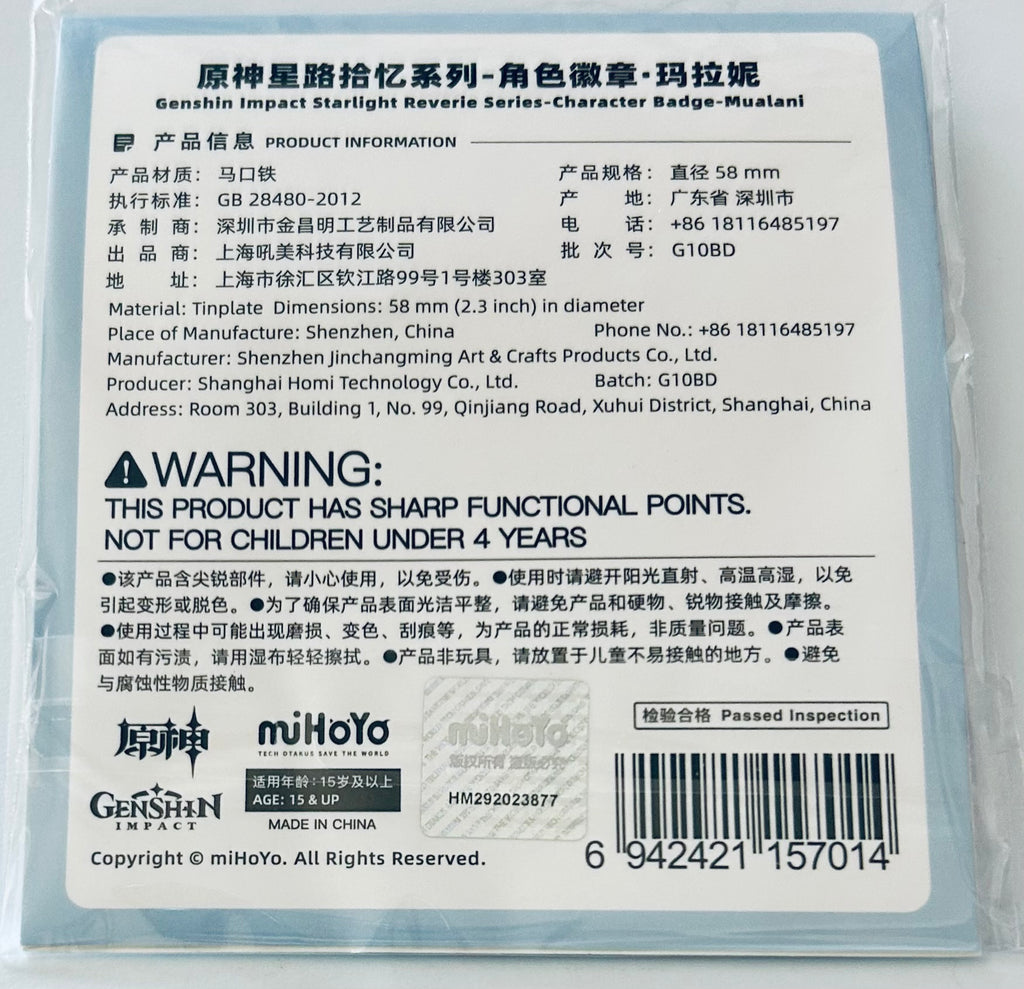 原神星路拾忆系列-角色徽章·玛拉妮
Genshin Impact Starlight Reverie Series-Character Badge-Mualani
产品信息 PRODUCT INFORMATION
产品材质: 马口铁 产品规格: 直径 58 mm
执行标准: GB 28480-2012 产 地: 广东省 深圳市
承 制 商: 深圳市金昌明工艺制品有限公司 电 话: +86 18116485197
出 品 商: 上海吼美科技有限公司 批 次 号: G10BD
地 址: 上海市徐汇区钦江路99号1号楼303室
Material: Tinplate Dimensions: 58 mm (2.3 inch) in diameter
Place of Manufacture: Shenzhen, China Phone No.: +86 18116485197
Manufacturer: Shenzhen Jinchangming Art & Crafts Products Co., Ltd.
Producer: Shanghai Homi Technology Co., Ltd. Batch: G10BD
Address: Room 303, Building 1, No. 99, Qinjiang Road, Xuhui District, Shanghai, China
WARNING:
THIS PRODUCT HAS SHARP FUNCTIONAL POINTS.
NOT FOR CHILDREN UNDER 4 YEARS
●该产品含尖锐部件，请小心使用，以免受伤。●使用时请避开阳光直射、高温高湿，以免
引起变形或脱色。●为了确保产品表面光洁平整，请避免产品和硬物、锐物接触及摩擦。
●使用过程中可能出现磨损、变色、刮痕等，为产品的正常损耗，非质量问题。●产品表
面如有污渍，请用湿布轻轻擦拭。●产品非玩具，请放置于儿童不易接触的地方。●避免
与腐蚀性物质接触。
原神
GENSHIN
IMPACT
miHoYo
TECH OTAKUS SAVE THE WORLD
适用年龄：15岁及以上
AGE: 15 & UP
MADE IN CHINA
miHoYo
版权所有 盗版必究
HM292023877
检验合格 Passed Inspection
6 942421 157014
Copyright © miHoYo. All Rights Reserved.